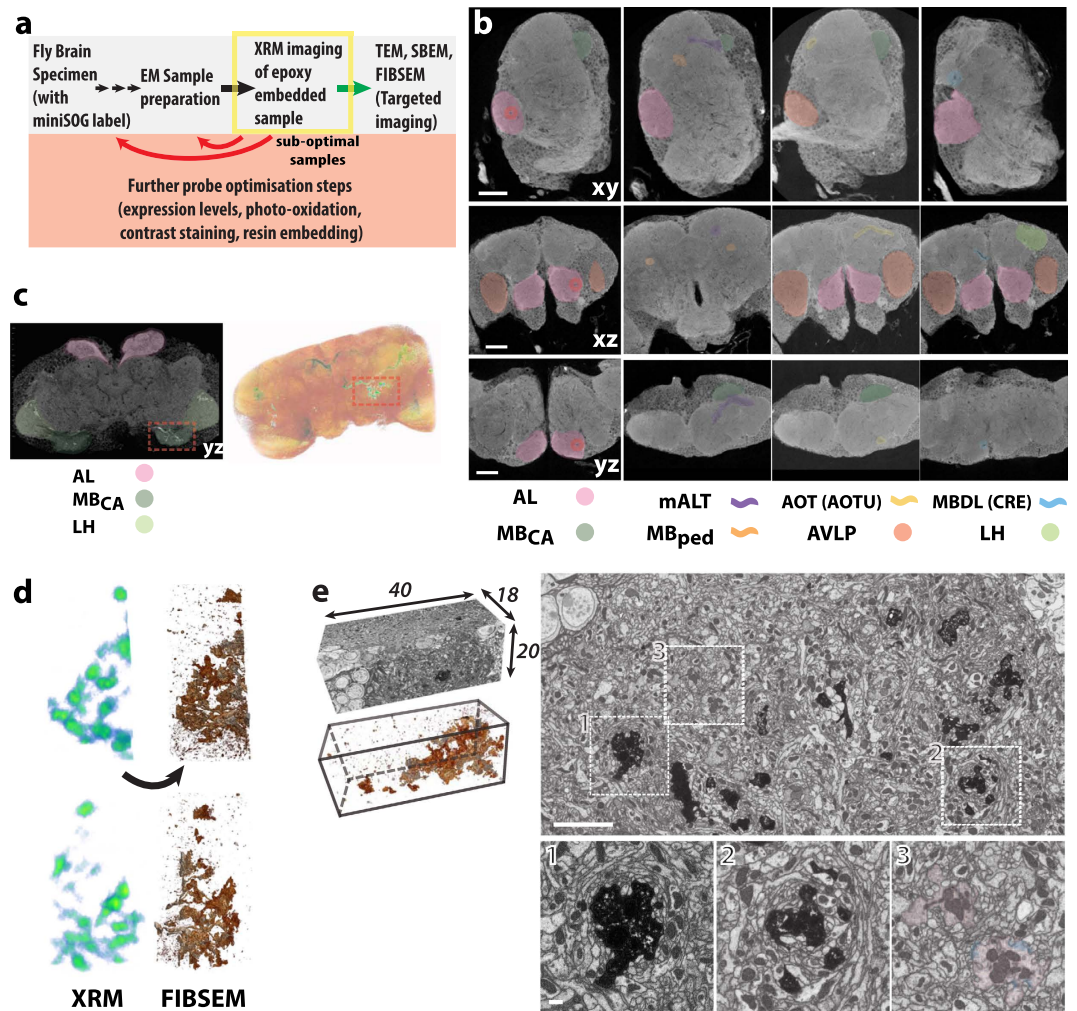 a
Fly Brain
Specimen
(with
miniSOG label)
EM Sample
preparation
XRM imaging
of epoxy
embedded
sample
TEM, SBEM,
FIBSEM
(Targeted
imaging)
sub-optimal
samples
Further probe optimisation steps
(expression levels, photo-oxidation,
contrast staining, resin embedding)
b
xy
xz
yz
AL
mALT
AOT (AOTU)
MBDL (CRE)
MBCA
MBped
AVLP
LH
c
yz
AL
MBCA
LH
d
XRM
FIBSEM
e
40
18
20
3
1
2
1
2
3